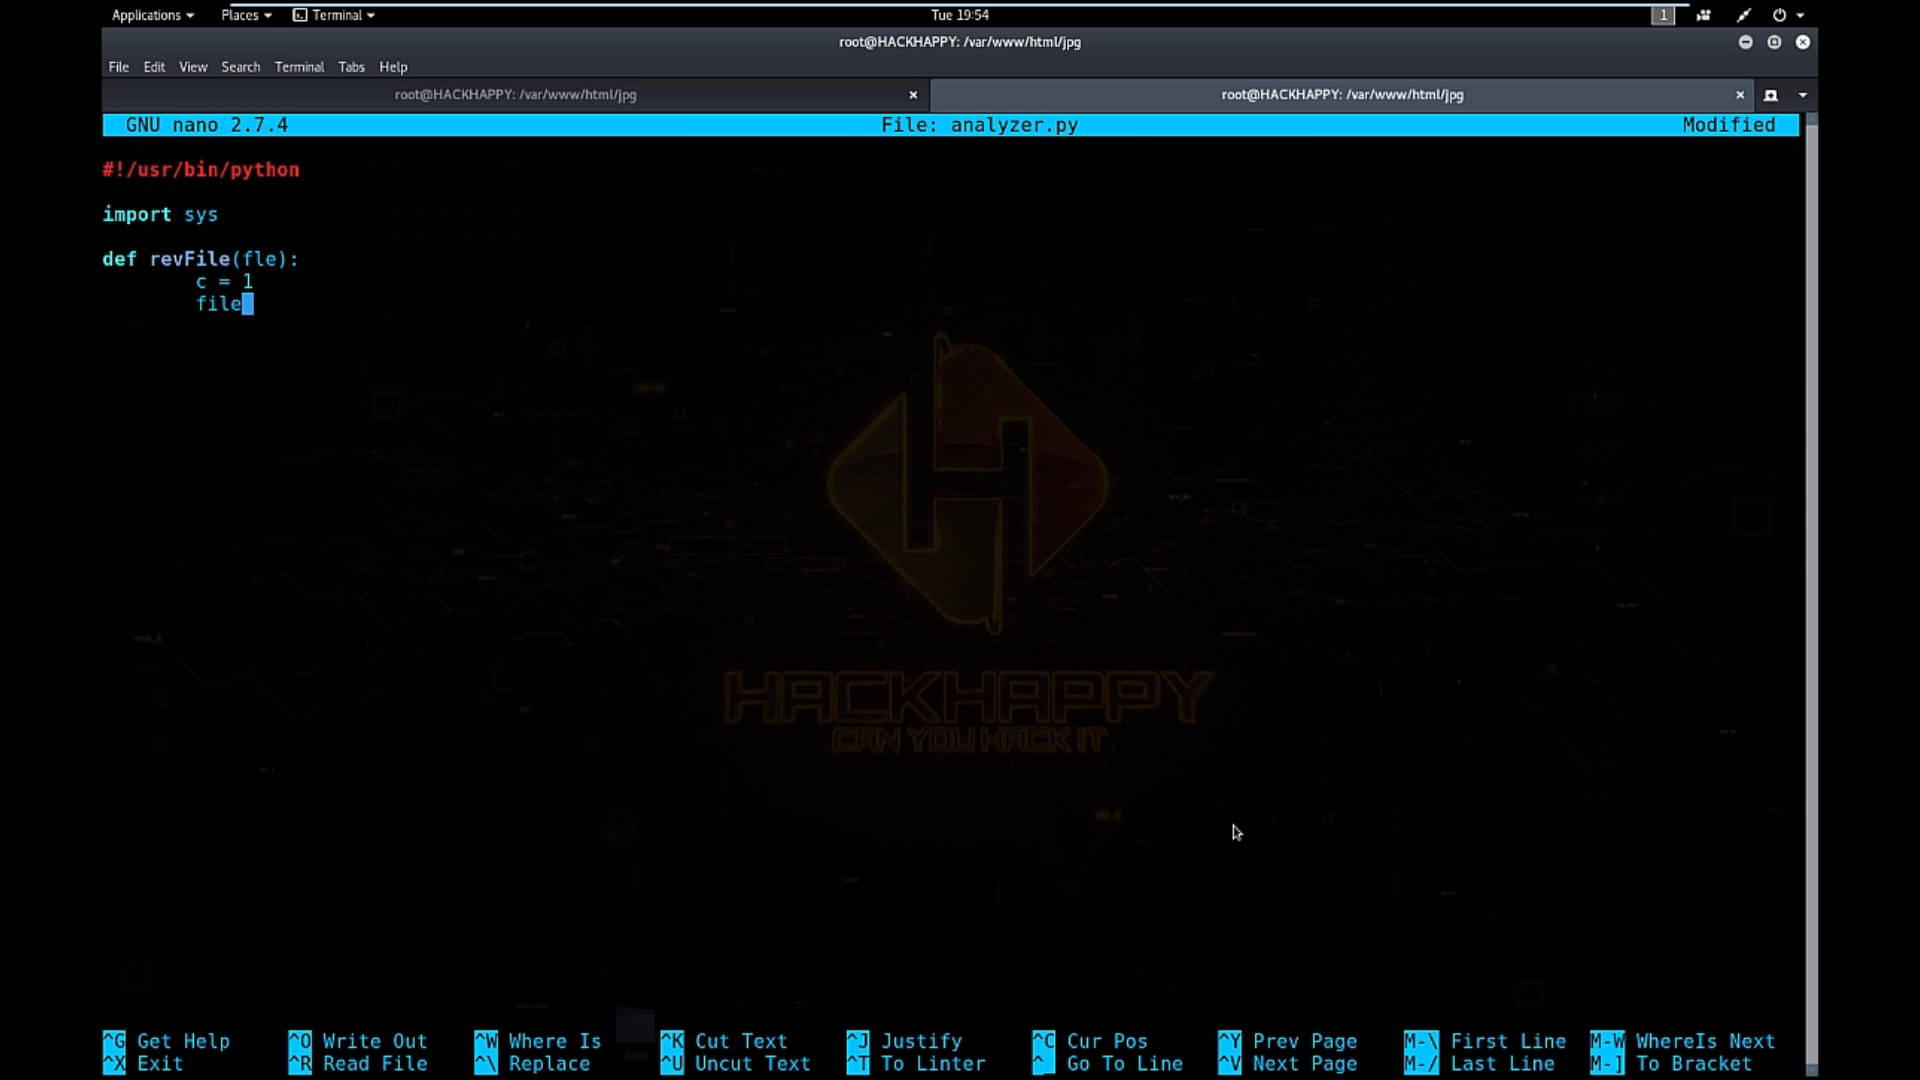 Applications Places Terminal Tue 19:54 1
root@HACKHAPPY: /var/www/html/jpg
File Edit View Search Terminal Tabs Help
root@HACKHAPPY: /var/www/html/jpg × root@HACKHAPPY: /var/www/html/jpg ×
GNU nano 2.7.4 File: analyzer.py Modified
#!/usr/bin/python
import sys
def revFile(fle):
c = 1
file
HACKHAPPY
CAN YOU HACK IT
Junk
^G Get Help ^O Write Out ^W Where Is ^K Cut Text ^J Justify ^C Cur Pos ^Y Prev Page M-\ First Line M-W WhereIs Next
^X Exit ^R Read File ^\ Replace ^U Uncut Text ^T To Linter ^_ Go To Line ^V Next Page M-/ Last Line M-] To Bracket